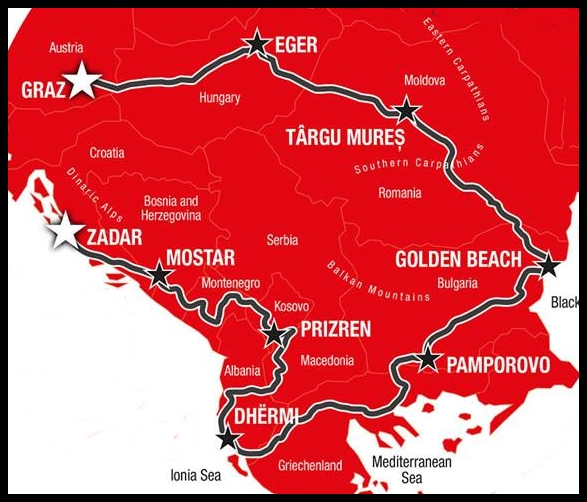 Austria
EGER
Eastern Carpathians
GRAZ
Hungary
Moldova
TÂRGU MUREȘ
Croatia
Southern Carpathians
Dinaric Alps
Bosnia and
Herzegovina
Romania
ZADAR
Serbia
MOSTAR
GOLDEN BEACH
Montenegro
Balkan Mountains
Bulgaria
Black
Kosovo
PRIZREN
Albania
Macedonia
PAMPOROVO
DHËRMI
Ionia Sea
Griechenland
Mediterranean
Sea